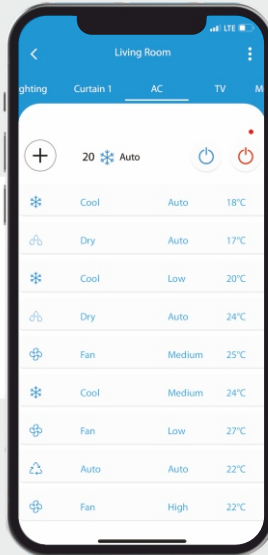 LTE
Living Room
ghting Curtain 1 AC TV M
20 Auto
Cool Auto 18°C
Dry Auto 17°C
Cool Low 20°C
Dry Auto 24°C
Fan Medium 25°C
Cool Medium 24°C
Fan Low 27°C
Auto Auto 22°C
Fan High 22°C